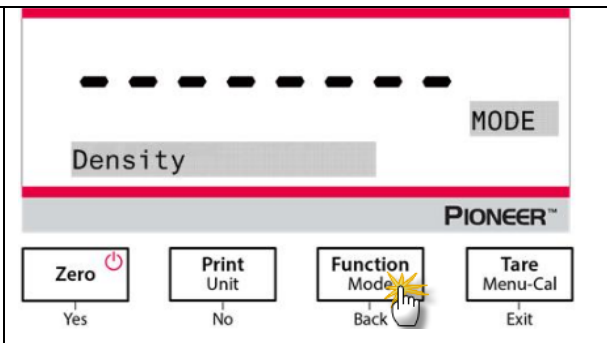 --------
MODE
Density
PIONEER™
Zero Print Function Tare
Unit Mode Menu-Cal
Yes No Back Exit